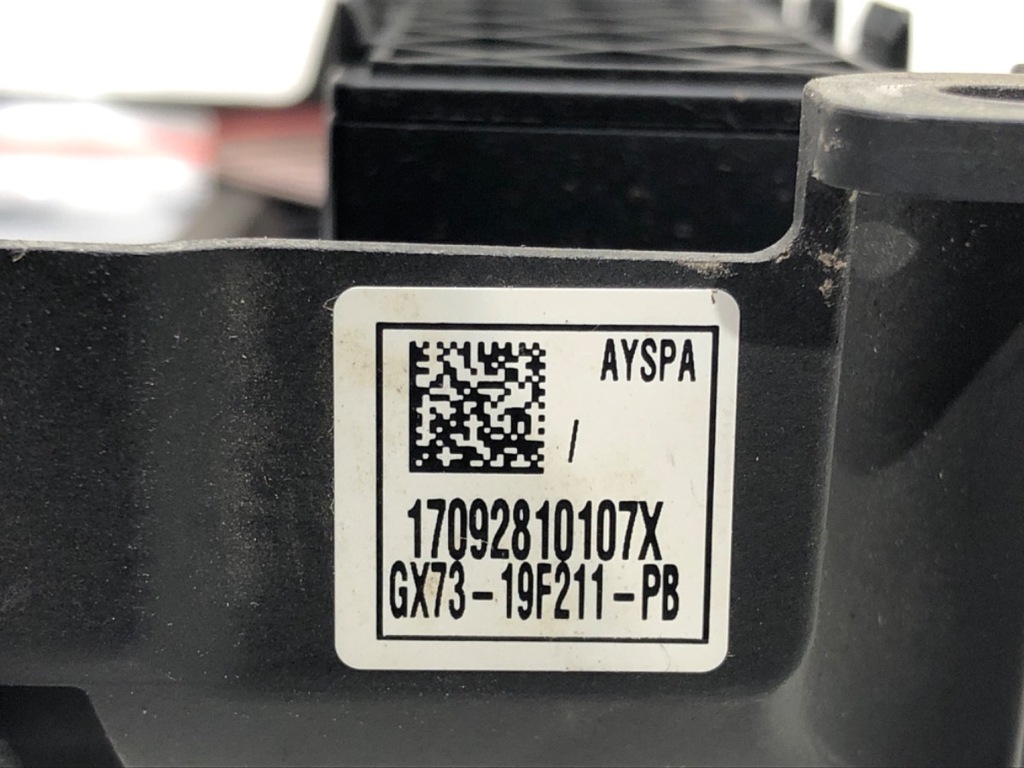 AYSPA
/
17092810107X
GX73-19F211-PB